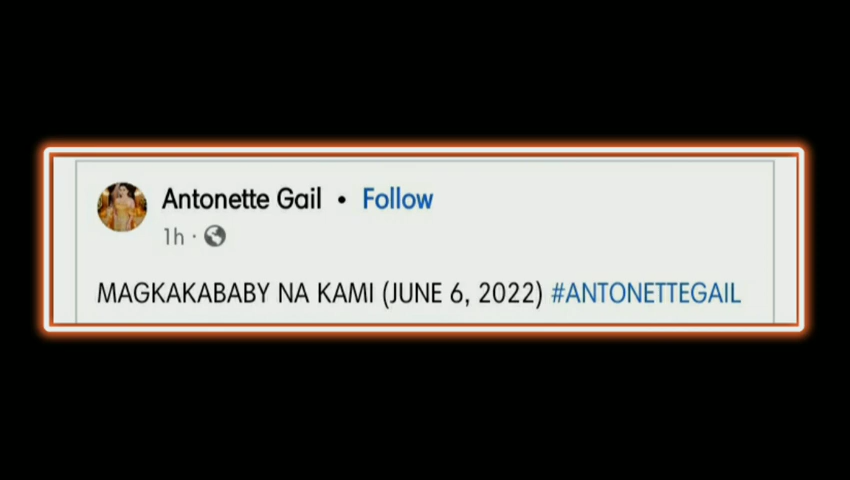 Antonette Gail • Follow
1h ·
MAGKAKABABY NA KAMI (JUNE 6, 2022) #ANTONETTEGAIL